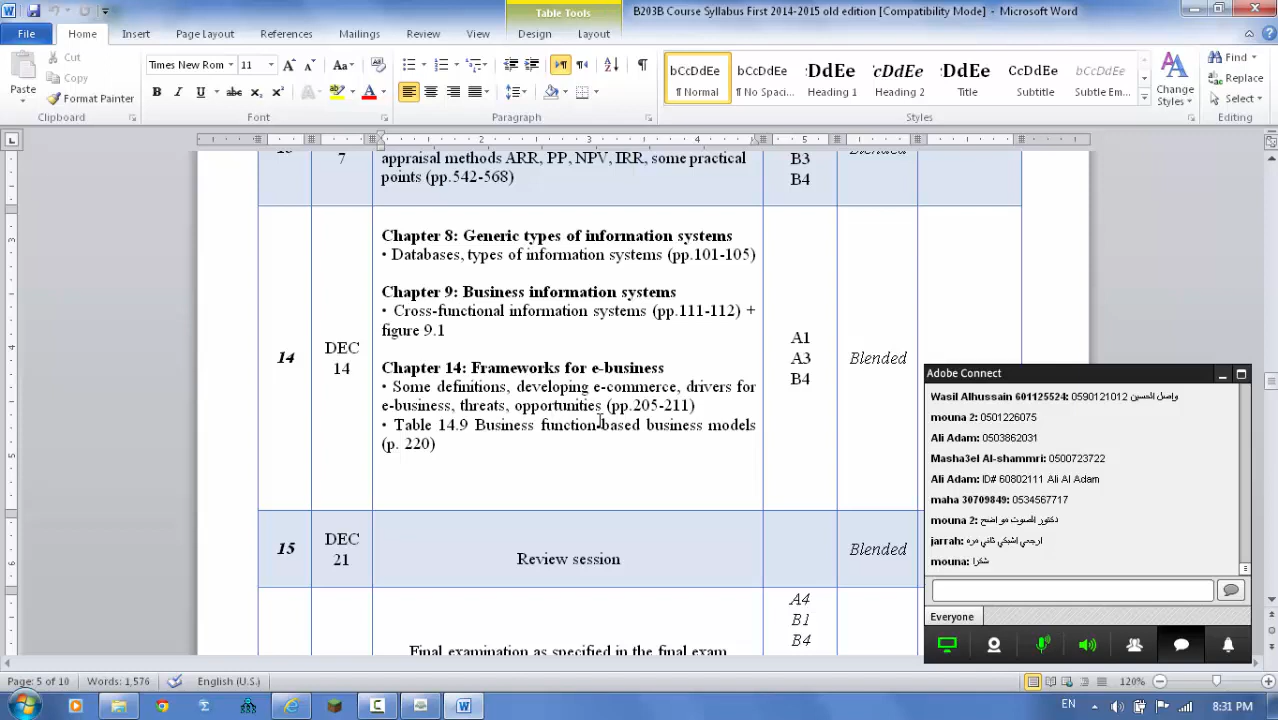 B203B Course Syllabus First 2014-2015 old edition [Compatibility Mode] - Microsoft Word
Table Tools
File Home Insert Page Layout References Mailings Review View Design Layout
Cut
Copy
Format Painter
Paste
Times New Rom 11
Clipboard Font Paragraph Styles Editing
bCcDdEe bCcDdEe bDdEe cDdEe bDdEe CcDdEe bCcDdEe
¶ Normal ¶ No Spaci... Heading 1 Heading 2 Title Subtitle Subtle Em...
Change Styles
Find
Replace
Select
7
appraisal methods ARR, PP, NPV, IRR, some practical
points (pp.542-568)
B3
B4
Blended
14
DEC
14
Chapter 8: Generic types of information systems
• Databases, types of information systems (pp.101-105)
Chapter 9: Business information systems
• Cross-functional information systems (pp.111-112) +
figure 9.1
Chapter 14: Frameworks for e-business
• Some definitions, developing e-commerce, drivers for
e-business, threats, opportunities (pp.205-211)
• Table 14.9 Business function-based business models
(p. 220)
A1
A3
B4
Blended
15
DEC
21
Review session
Blended
Final examination as specified in the final exam
A4
B1
B4
Adobe Connect
Wasil Alhussain 601125524: 0590121012 واصل الحسين
mouna 2: 0501226075
Ali Adam: 0503862031
Masha3el Al-shammri: 0500723722
Ali Adam: ID# 60802111 Ali Al Adam
maha 30709849: 0534567717
mouna 2: دكتور الصوت مو اضح
jarrah: ارجعي اشبكي ثاني مره
mouna: شكرا
Everyone
Page: 5 of 10 Words: 1,576 English (U.S.) 120%
EN 8:31 PM